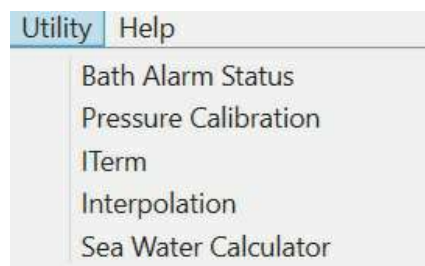 Utility Help
Bath Alarm Status
Pressure Calibration
ITerm
Interpolation
Sea Water Calculator